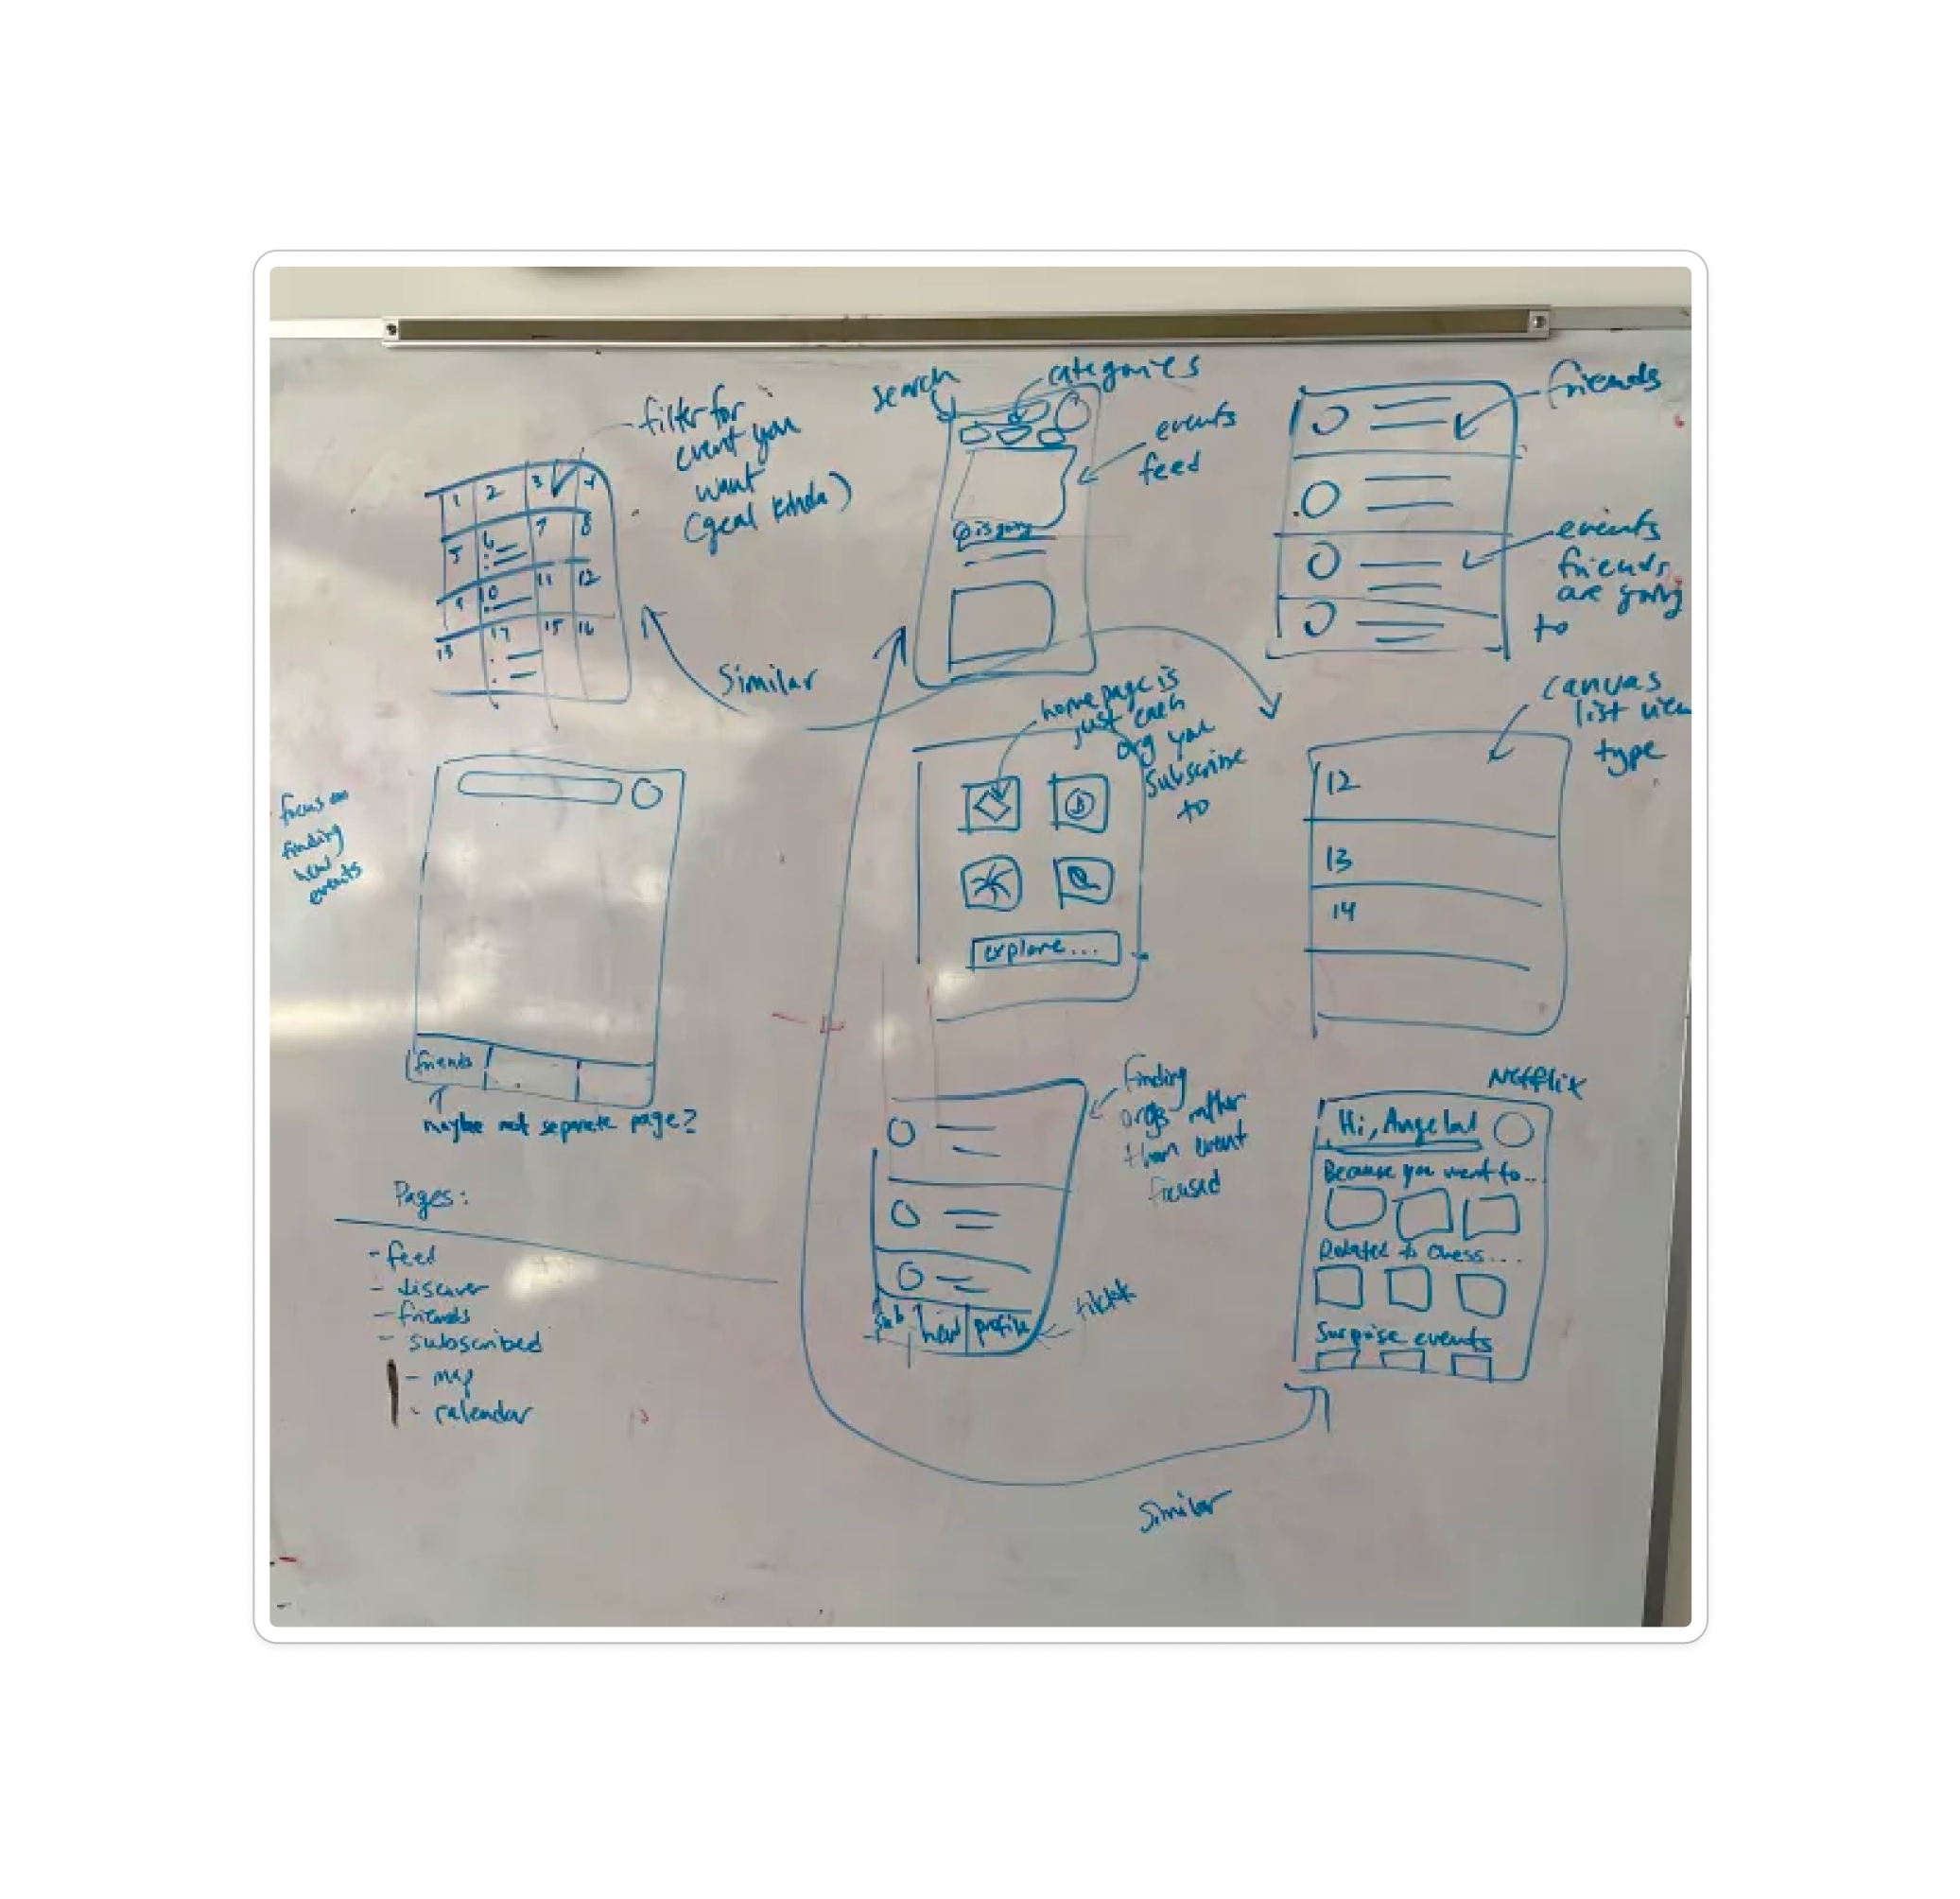 filter for
event you
want
(gcal kinda)
1 2 3 4
5 6 7 8
9 10 11 12
13 14 15 16
Similar
search
categories
events
feed
is going
friends
events
friends
are going
to
focus on
finding
new
events
friends
maybe not separate page?
home page is
just each
org you
subscribe
to
explore...
canvas
list view
type
12
13
14
Pages:
- feed
- discover
- friends
- subscribed
- map
- calendar
finding
orgs rather
than event
focused
sub
profile
tiktok
Netflix
Hi, Angela!
Because you went to...
Related to Chess....
Surprise events
Similar